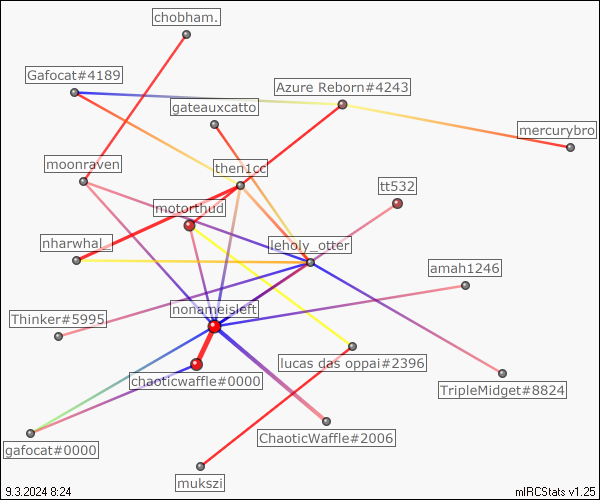 chobham.
Gafocat#4189
Azure Reborn#4243
gateauxcatto
mercurybro
moonraven
then1cc
tt532
motorthud
nharwhal_
leholy_otter
amah1246
nonameisleft
Thinker#5995
lucas das oppai#2396
chaoticwaffle#0000
TripleMidget#8824
ChaoticWaffle#2006
gafocat#0000
mukszi
9.3.2024 8:24
mIRCStats v1.25